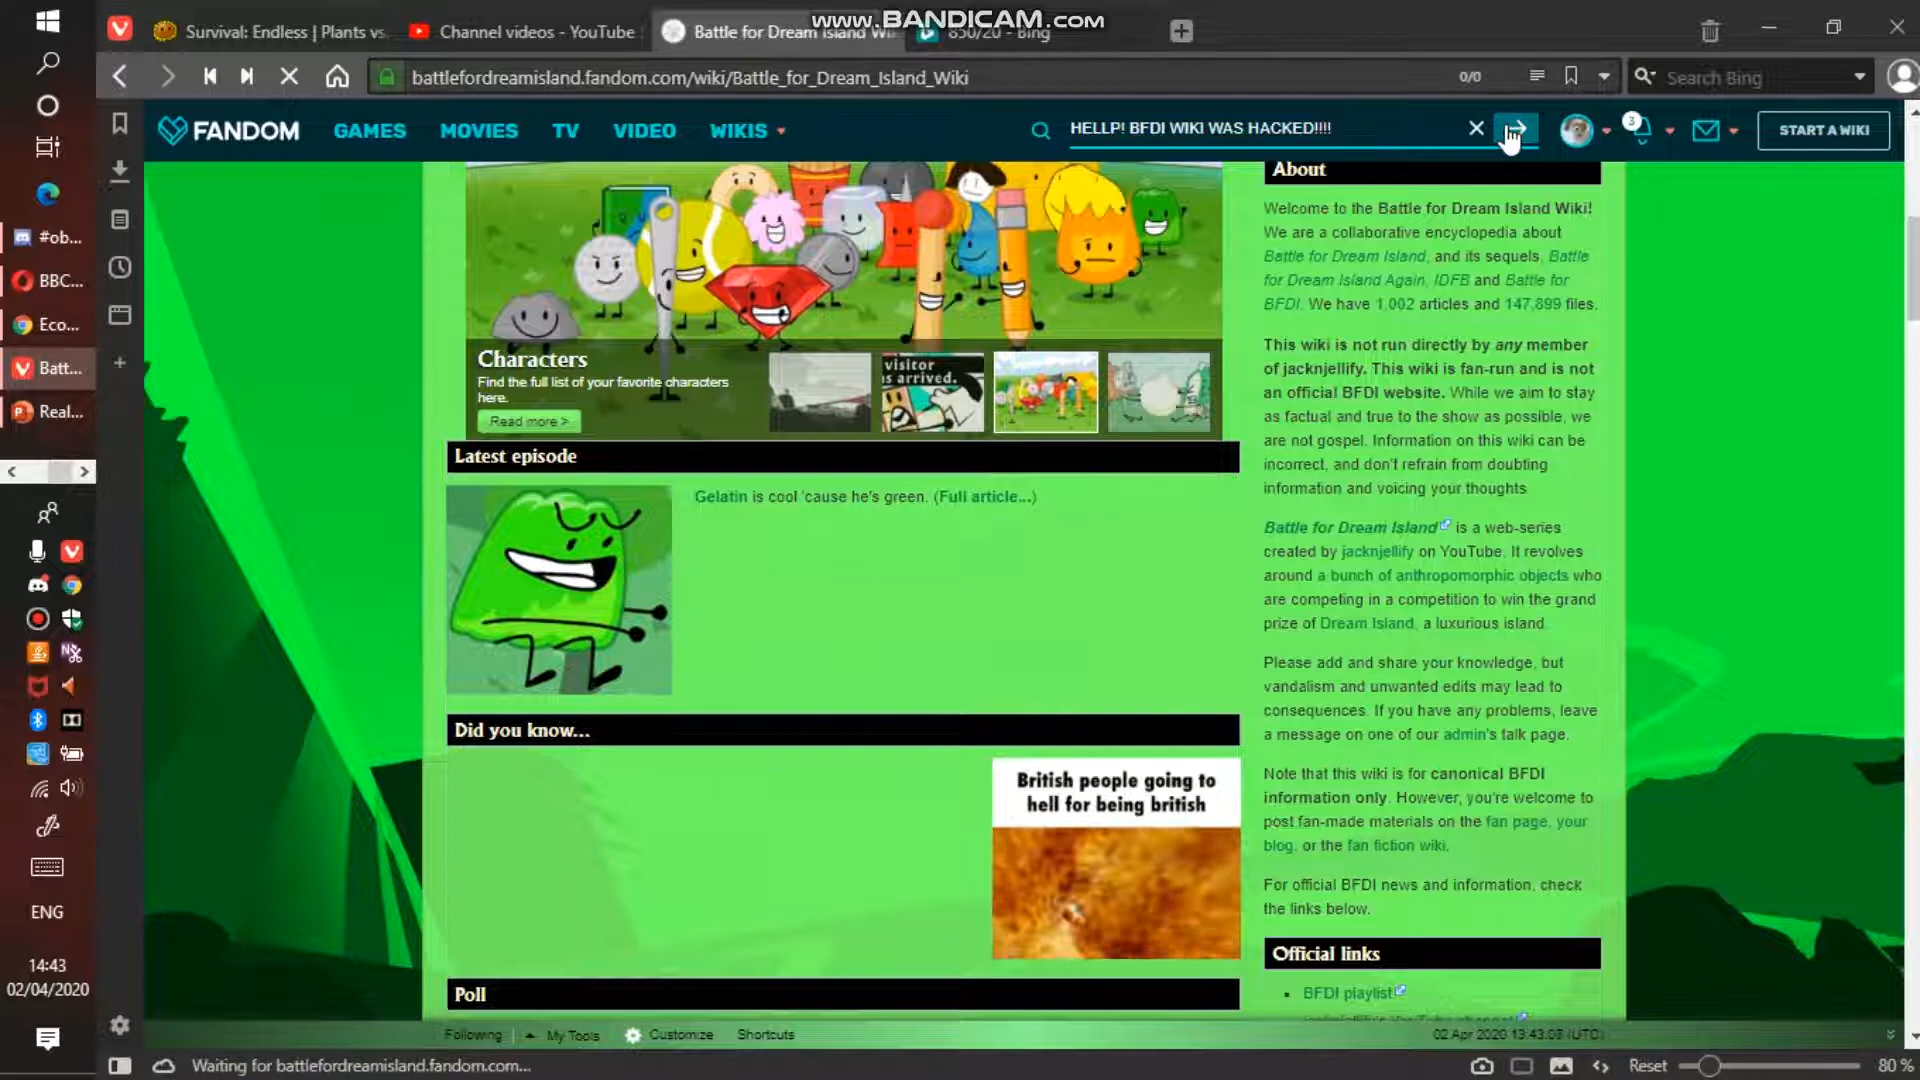 www.BANDICAM.com
Survival: Endless | Plants vs.
Channel videos - YouTube
Battle for Dream Island Wi
850/20 - Bing
battlefordreamisland.fandom.com/wiki/Battle_for_Dream_Island_Wiki
0/0
Search Bing
FANDOM
GAMES
MOVIES
TV
VIDEO
WIKIS
HELLP! BFDI WIKI WAS HACKED!!!!
3
START A WIKI
#ob...
BBC...
Eco...
Batt...
Real...
ENG
14:43
02/04/2020
visitor
as arrived.
Characters
Find the full list of your favorite characters
here.
Read more >
Latest episode
Gelatin is cool 'cause he's green. (Full article...)
Did you know...
British people going to
hell for being british
Poll
About
Welcome to the Battle for Dream Island Wiki!
We are a collaborative encyclopedia about
Battle for Dream Island, and its sequels, Battle
for Dream Island Again, IDFB and Battle for
BFDI. We have 1,002 articles and 147,899 files.
This wiki is not run directly by any member
of jacknjellify. This wiki is fan-run and is not
an official BFDI website. While we aim to stay
as factual and true to the show as possible, we
are not gospel. Information on this wiki can be
incorrect, and don't refrain from doubting
information and voicing your thoughts
Battle for Dream Island is a web-series
created by jacknjellify on YouTube. It revolves
around a bunch of anthropomorphic objects who
are competing in a competition to win the grand
prize of Dream Island, a luxurious island.
Please add and share your knowledge, but
vandalism and unwanted edits may lead to
consequences. If you have any problems, leave
a message on one of our admin's talk page.
Note that this wiki is for canonical BFDI
information only. However, you're welcome to
post fan-made materials on the fan page, your
blog, or the fan fiction wiki.
For official BFDI news and information, check
the links below.
Official links
BFDI playlist
Following
My Tools
Customize
Shortcuts
02 Apr 2020 13:43:03 (UTC)
Waiting for battlefordreamisland.fandom.com...
Reset
80 %